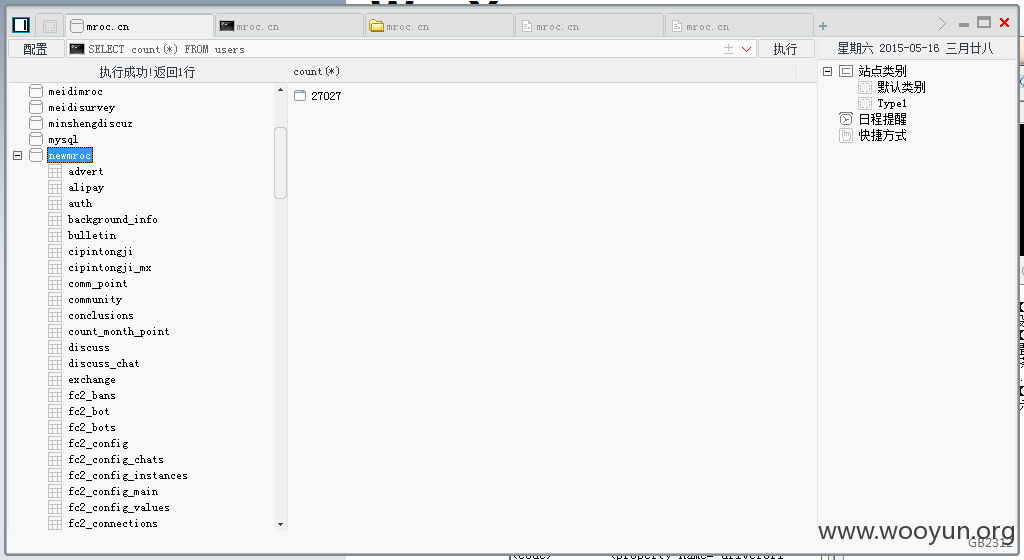 mroc.cn
mroc.cn
mroc.cn
mroc.cn
mroc.cn
配置
SELECT count(*) FROM users
执行
星期六 2015-05-16 三月廿八
执行成功!返回1行
count(*)
27027
meidimroc
meidisurvey
minshengdiscuz
mysql
newmroc
advert
alipay
auth
background_info
bulletin
cipintongji
cipintongji_mx
comm_point
community
conclusions
count_month_point
discuss
discuss_chat
exchange
fc2_bans
fc2_bot
fc2_bots
fc2_config
fc2_config_chats
fc2_config_instances
fc2_config_main
fc2_config_values
fc2_connections
站点类别
默认类别
Type1
日程提醒
快捷方式
www.wooyun.org
GB2312